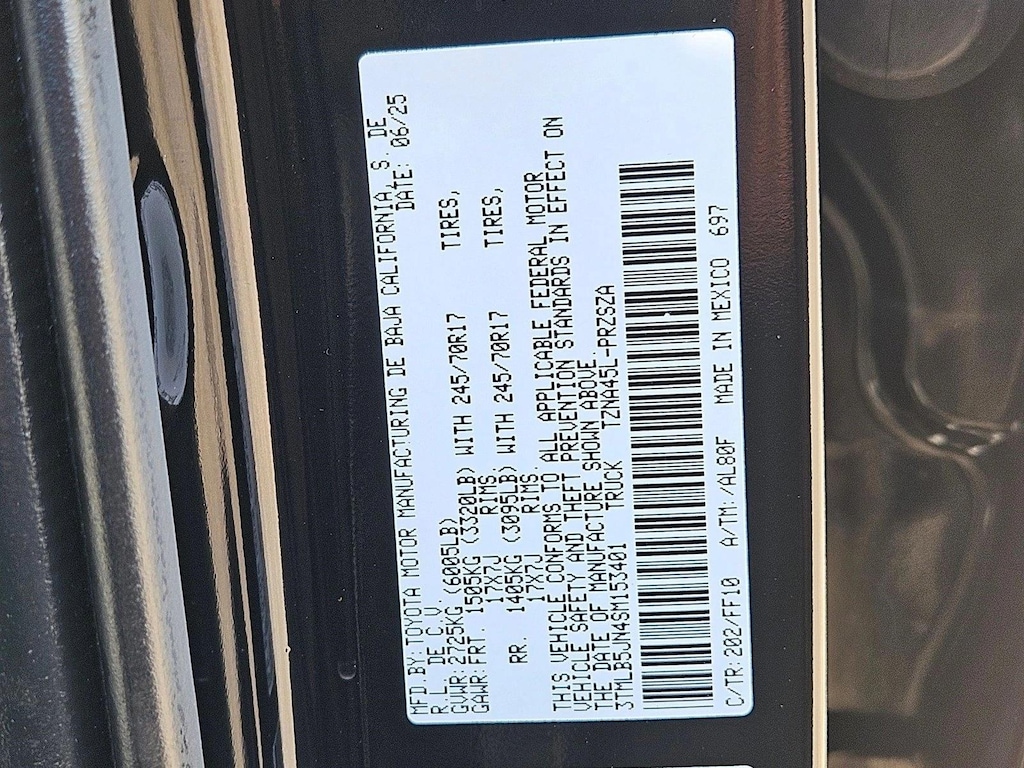 MFD.BY:TOYOTA MOTOR MANUFACTURING DE BAJA CALIFORNIA, S. DE
R.L. DE C.V. DATE: 06/25
GVWR:2725KG (6005LB)
GAWR:FRT. 1505KG (3320LB) WITH 245/70R17 TIRES,
17X7J RIMS
RR. 1405KG (3095LB) WITH 245/70R17 TIRES,
17X7J RIMS.
THIS VEHICLE CONFORMS TO ALL APPLICABLE FEDERAL MOTOR
VEHICLE SAFETY AND THEFT PREVENTION STANDARDS IN EFFECT ON
THE DATE OF MANUFACTURE SHOWN ABOVE.
3TMLB5JN4SM153401 TRUCK TZNA45L-PRZSZA
C/TR:202/FF10 A/TM:/AL80F MADE IN MEXICO 697